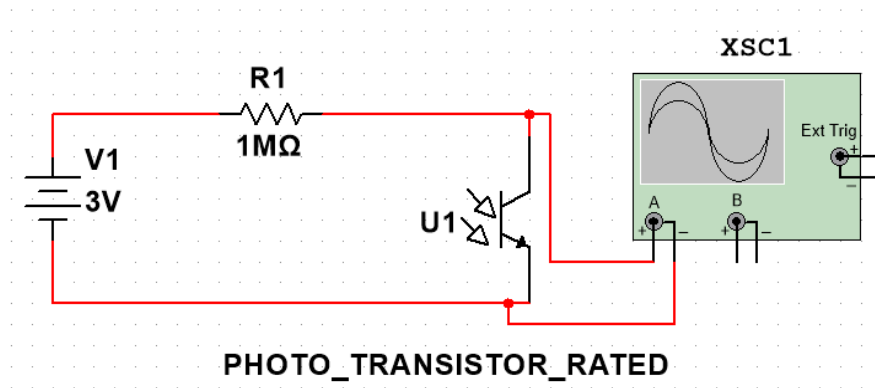 XSC1
R1
1MΩ
V1
3V
U1
Ext Trig
+
−
A
B
+
−
+
−
PHOTO_TRANSISTOR_RATED